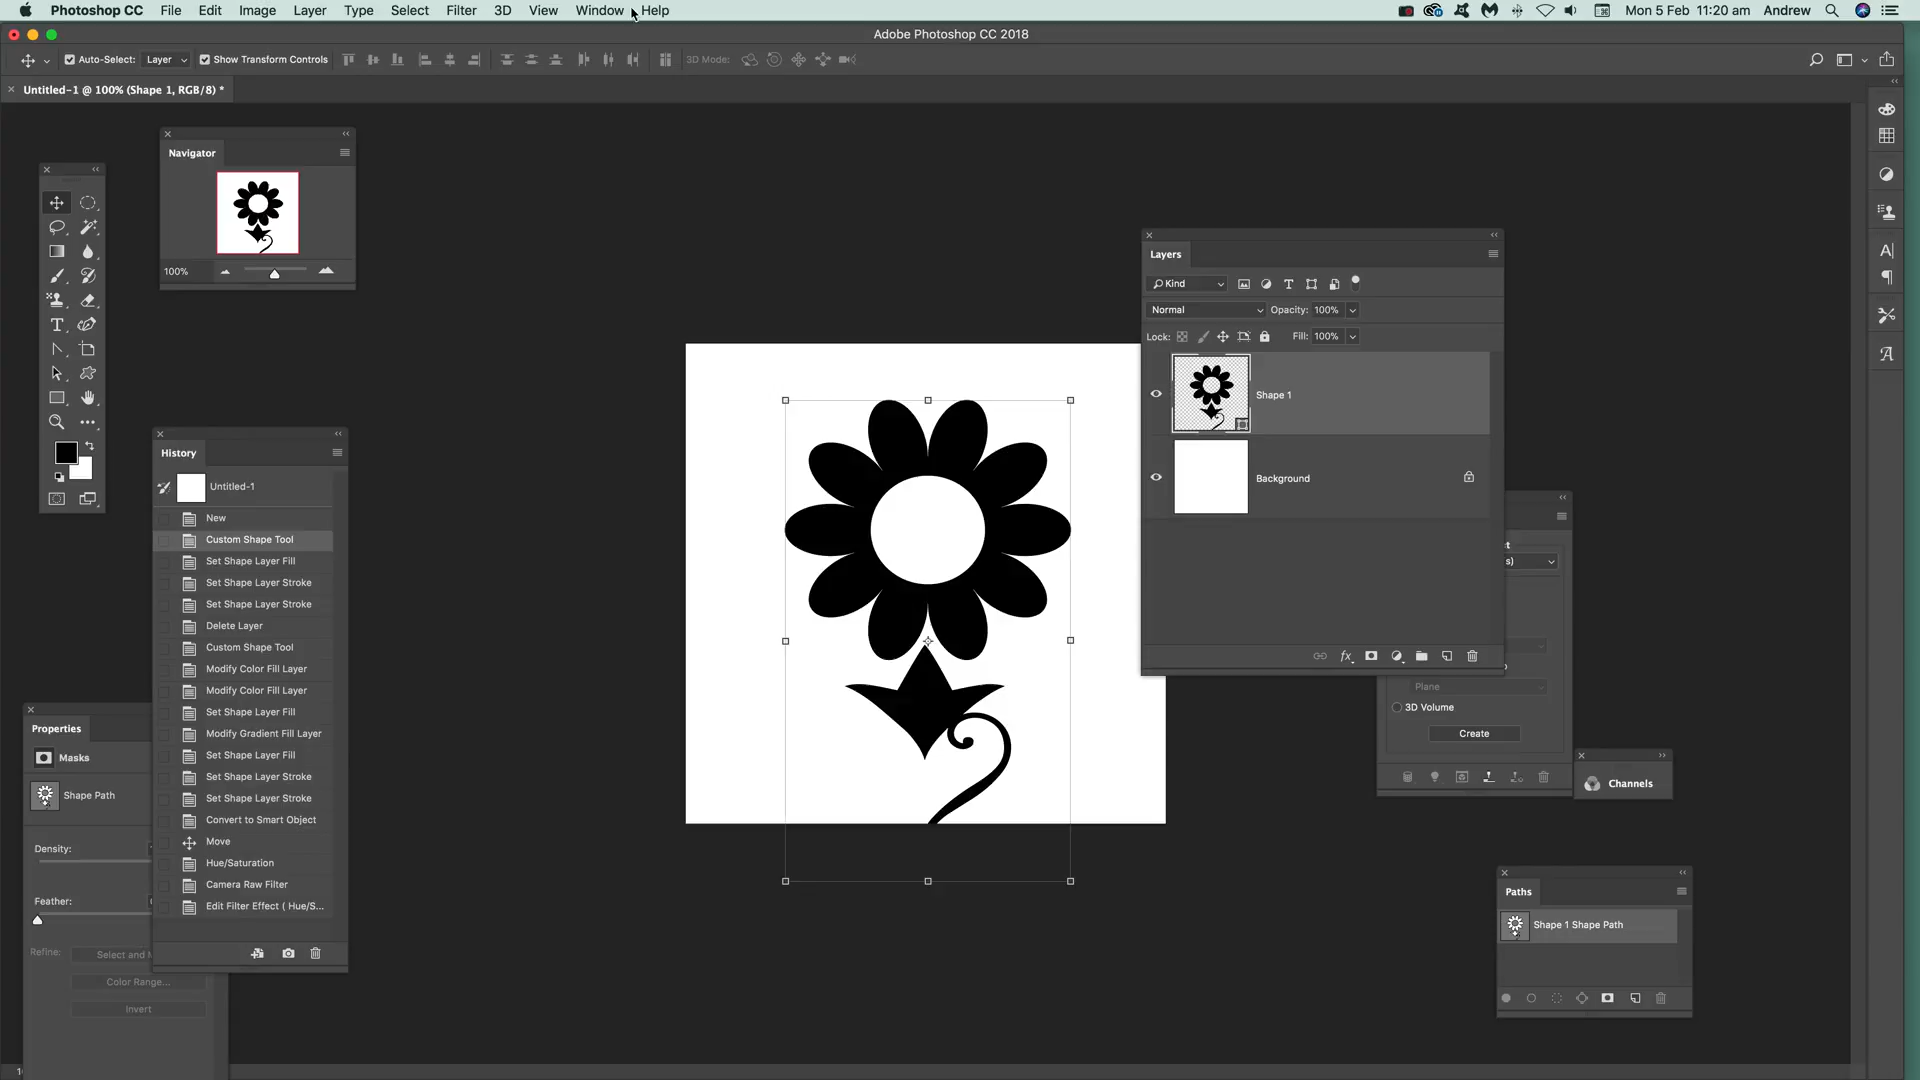 Photoshop CC File Edit Image Layer Type Select Filter 3D View Window Help Mon 5 Feb 11:20 am Andrew
Adobe Photoshop CC 2018
Auto-Select: Layer Show Transform Controls 3D Mode:
Untitled-1 @ 100% (Shape 1, RGB/8) *
Navigator
100%
Layers
Kind
Normal Opacity: 100%
Lock: Fill: 100%
Shape 1
Background
History
Untitled-1
New
Custom Shape Tool
Set Shape Layer Fill
Set Shape Layer Stroke
Set Shape Layer Stroke
Delete Layer
Custom Shape Tool
Modify Color Fill Layer
Modify Color Fill Layer
Set Shape Layer Fill
Modify Gradient Fill Layer
Set Shape Layer Fill
Set Shape Layer Stroke
Set Shape Layer Stroke
Convert to Smart Object
Move
Hue/Saturation
Camera Raw Filter
Edit Filter Effect ( Hue/S...
Properties
Masks
Shape Path
Density:
Feather:
Refine: Select and M
Color Range...
Invert
Plane
3D Volume
Create
Channels
Paths
Shape 1 Shape Path